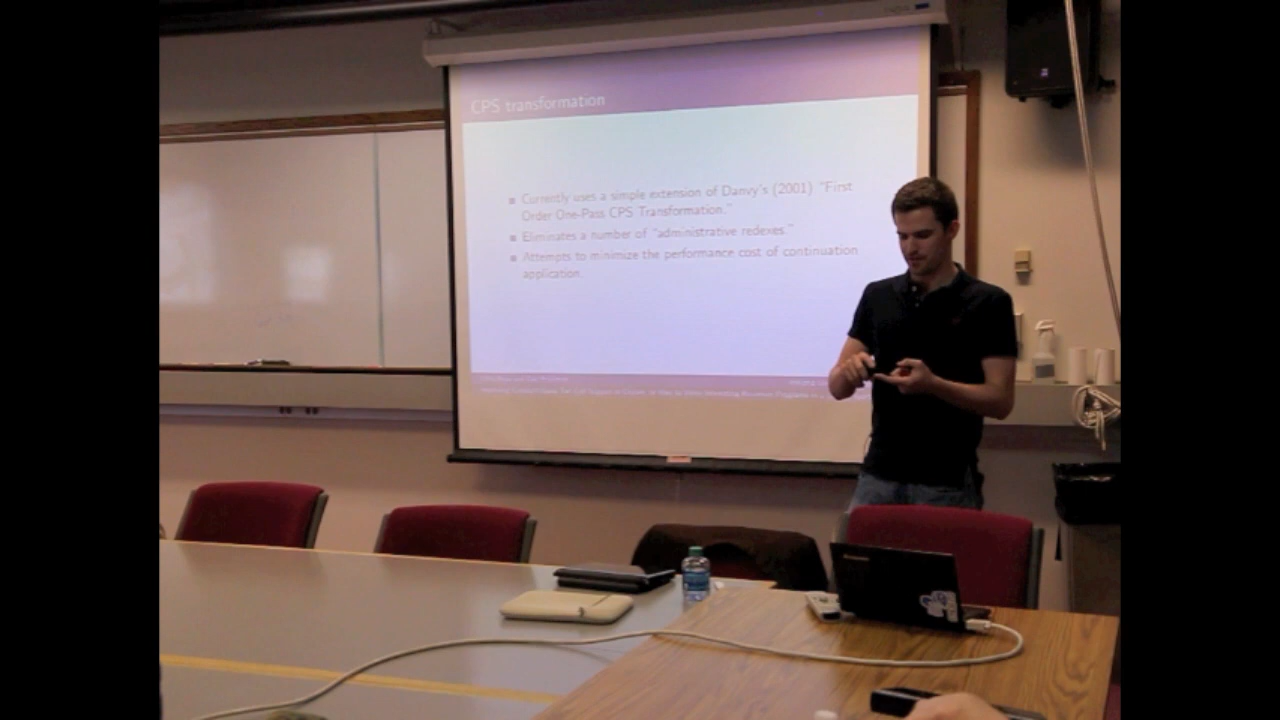 CPS transformation
Currently uses a simple extension of Danvy's (2001) "First
Order One-Pass CPS Transformation."
Eliminates a number of "administrative redexes."
Attempts to minimize the performance cost of continuation
application.